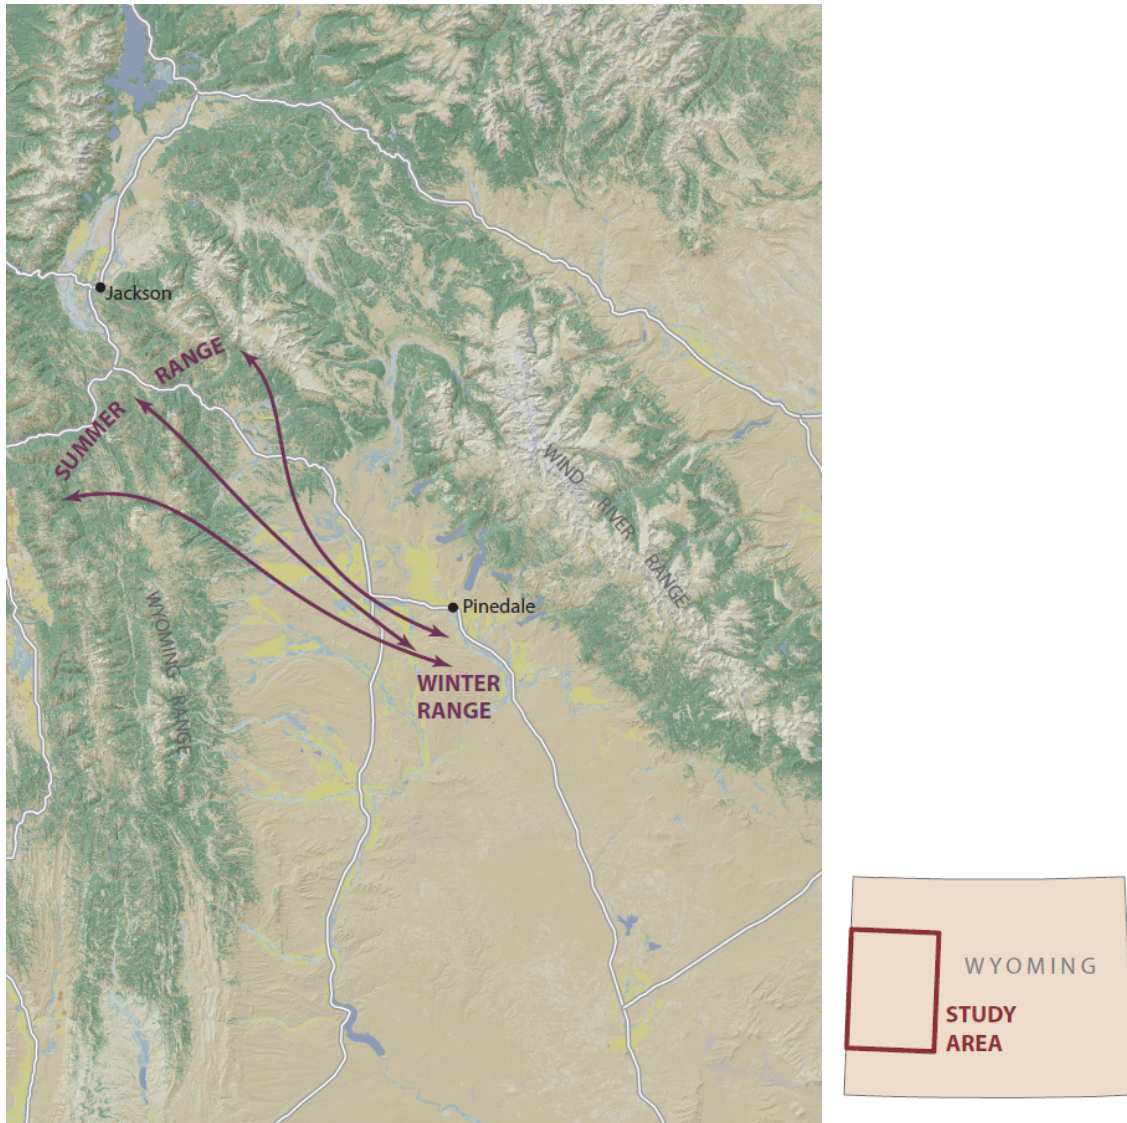 Jackson
SUMMER RANGE
WIND RIVER RANGE
WYOMING RANGE
Pinedale
WINTER
RANGE
WYOMING
STUDY
AREA